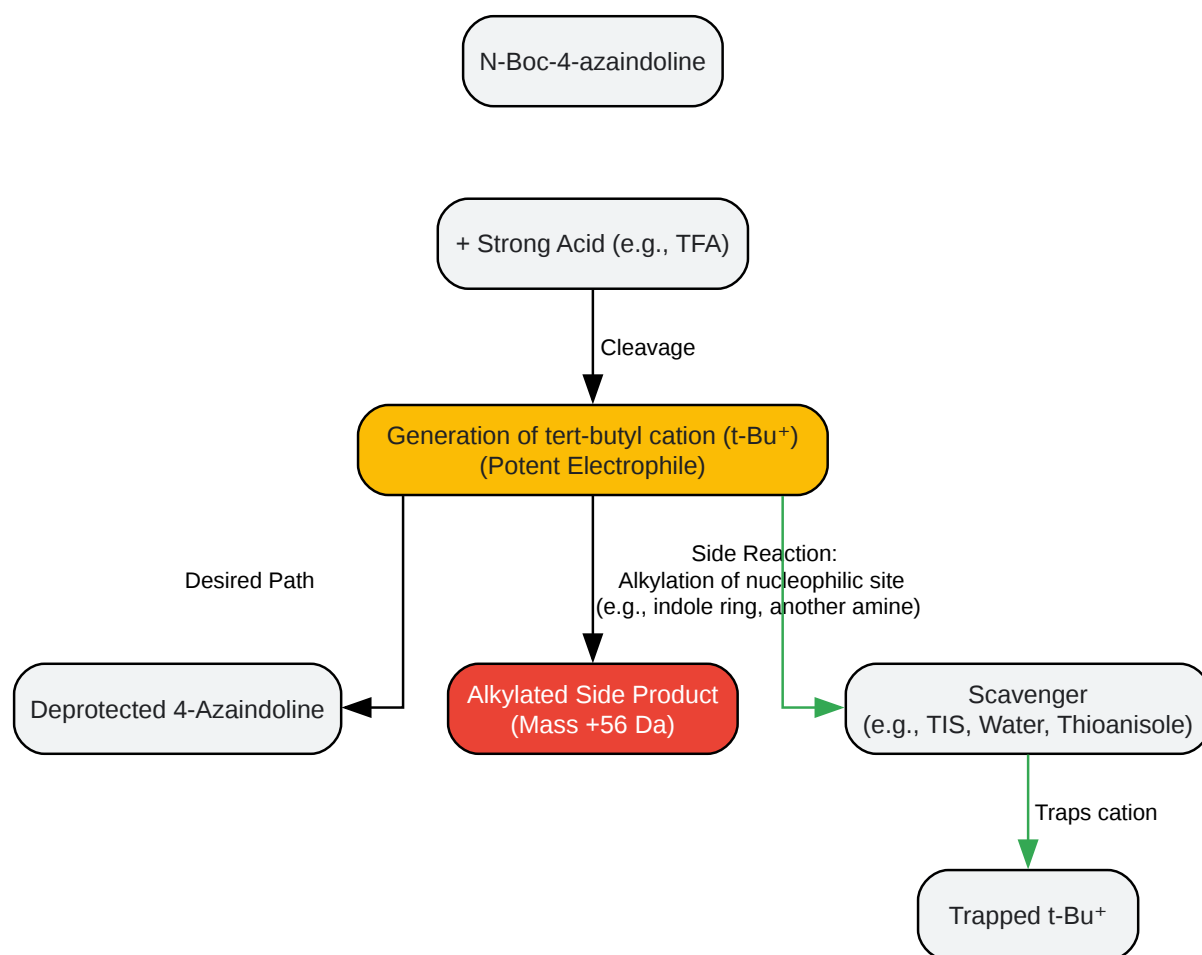 N-Boc-4-azaindoline
+ Strong Acid (e.g., TFA)
Cleavage
Generation of tert-butyl cation (t-Bu⁺)
(Potent Electrophile)
Desired Path
Side Reaction:
Alkylation of nucleophilic site
(e.g., indole ring, another amine)
Deprotected 4-Azaindoline
Alkylated Side Product
(Mass +56 Da)
Scavenger
(e.g., TIS, Water, Thioanisole)
Traps cation
Trapped t-Bu⁺